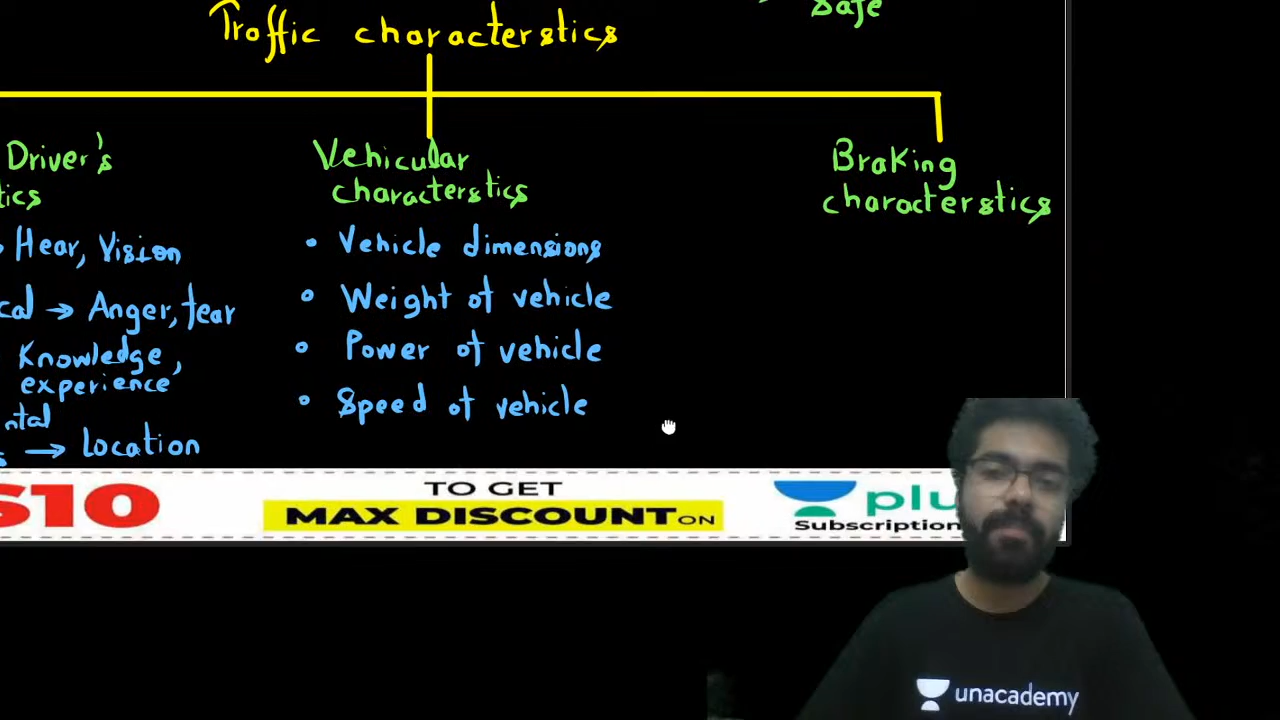 safe
Traffic characterstics
Driver's
tics
Hear, Vision
cal → Anger, fear
Knowledge,
experience
ntal
s → Location
Vehicular
characterstics
• Vehicle dimensions
• Weight of vehicle
• Power of vehicle
• Speed of vehicle
Braking
characterstics
S10
TO GET
MAX DISCOUNT ON
plu
Subscription
unacademy